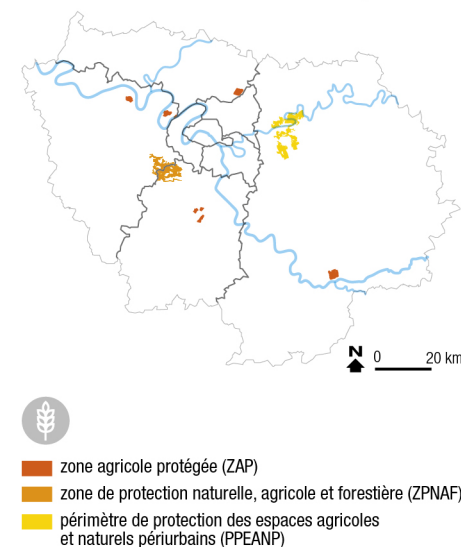 N
0 20 km
zone agricole protégée (ZAP)
zone de protection naturelle, agricole et forestière (ZPNAF)
périmètre de protection des espaces agricoles
et naturels périurbains (PPEANP)